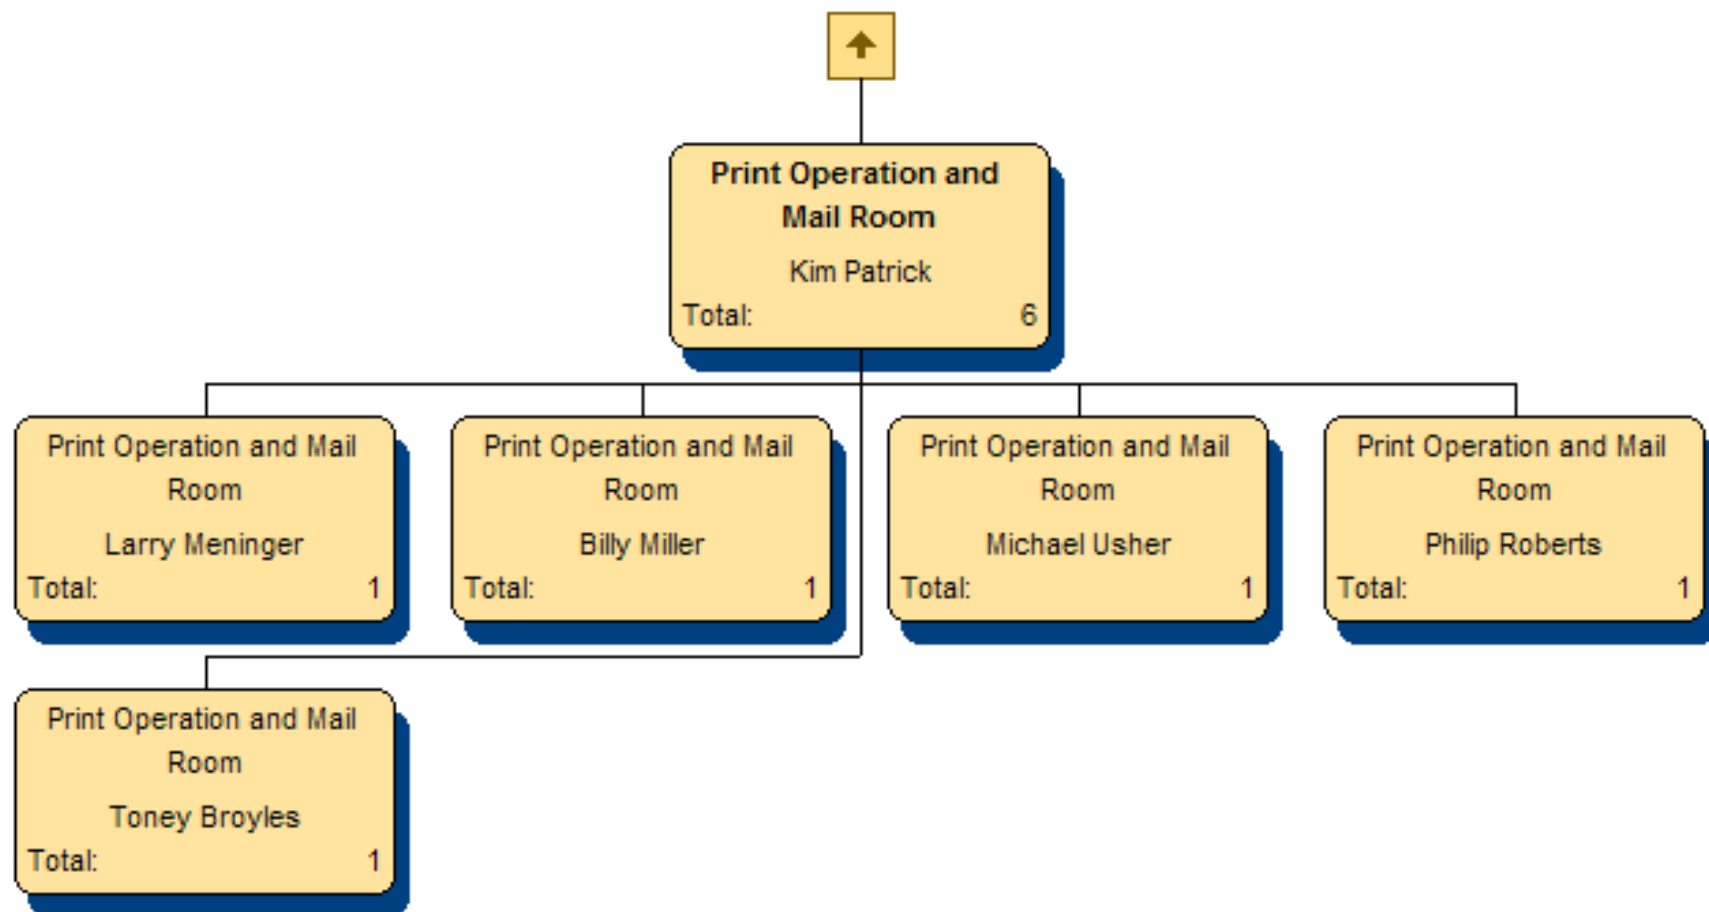 Print Operation and
Mail Room
Kim Patrick
Total: 6
Print Operation and Mail
Room
Larry Meninger
Total: 1
Print Operation and Mail
Room
Billy Miller
Total: 1
Print Operation and Mail
Room
Michael Usher
Total: 1
Print Operation and Mail
Room
Philip Roberts
Total: 1
Print Operation and Mail
Room
Toney Broyles
Total: 1